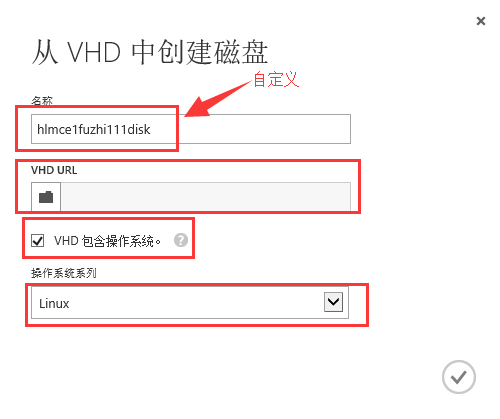 从 VHD 中创建磁盘
自定义
名称
hlmce1fuzhi111disk
VHD URL
VHD 包含操作系统。 ?
操作系统系列
Linux